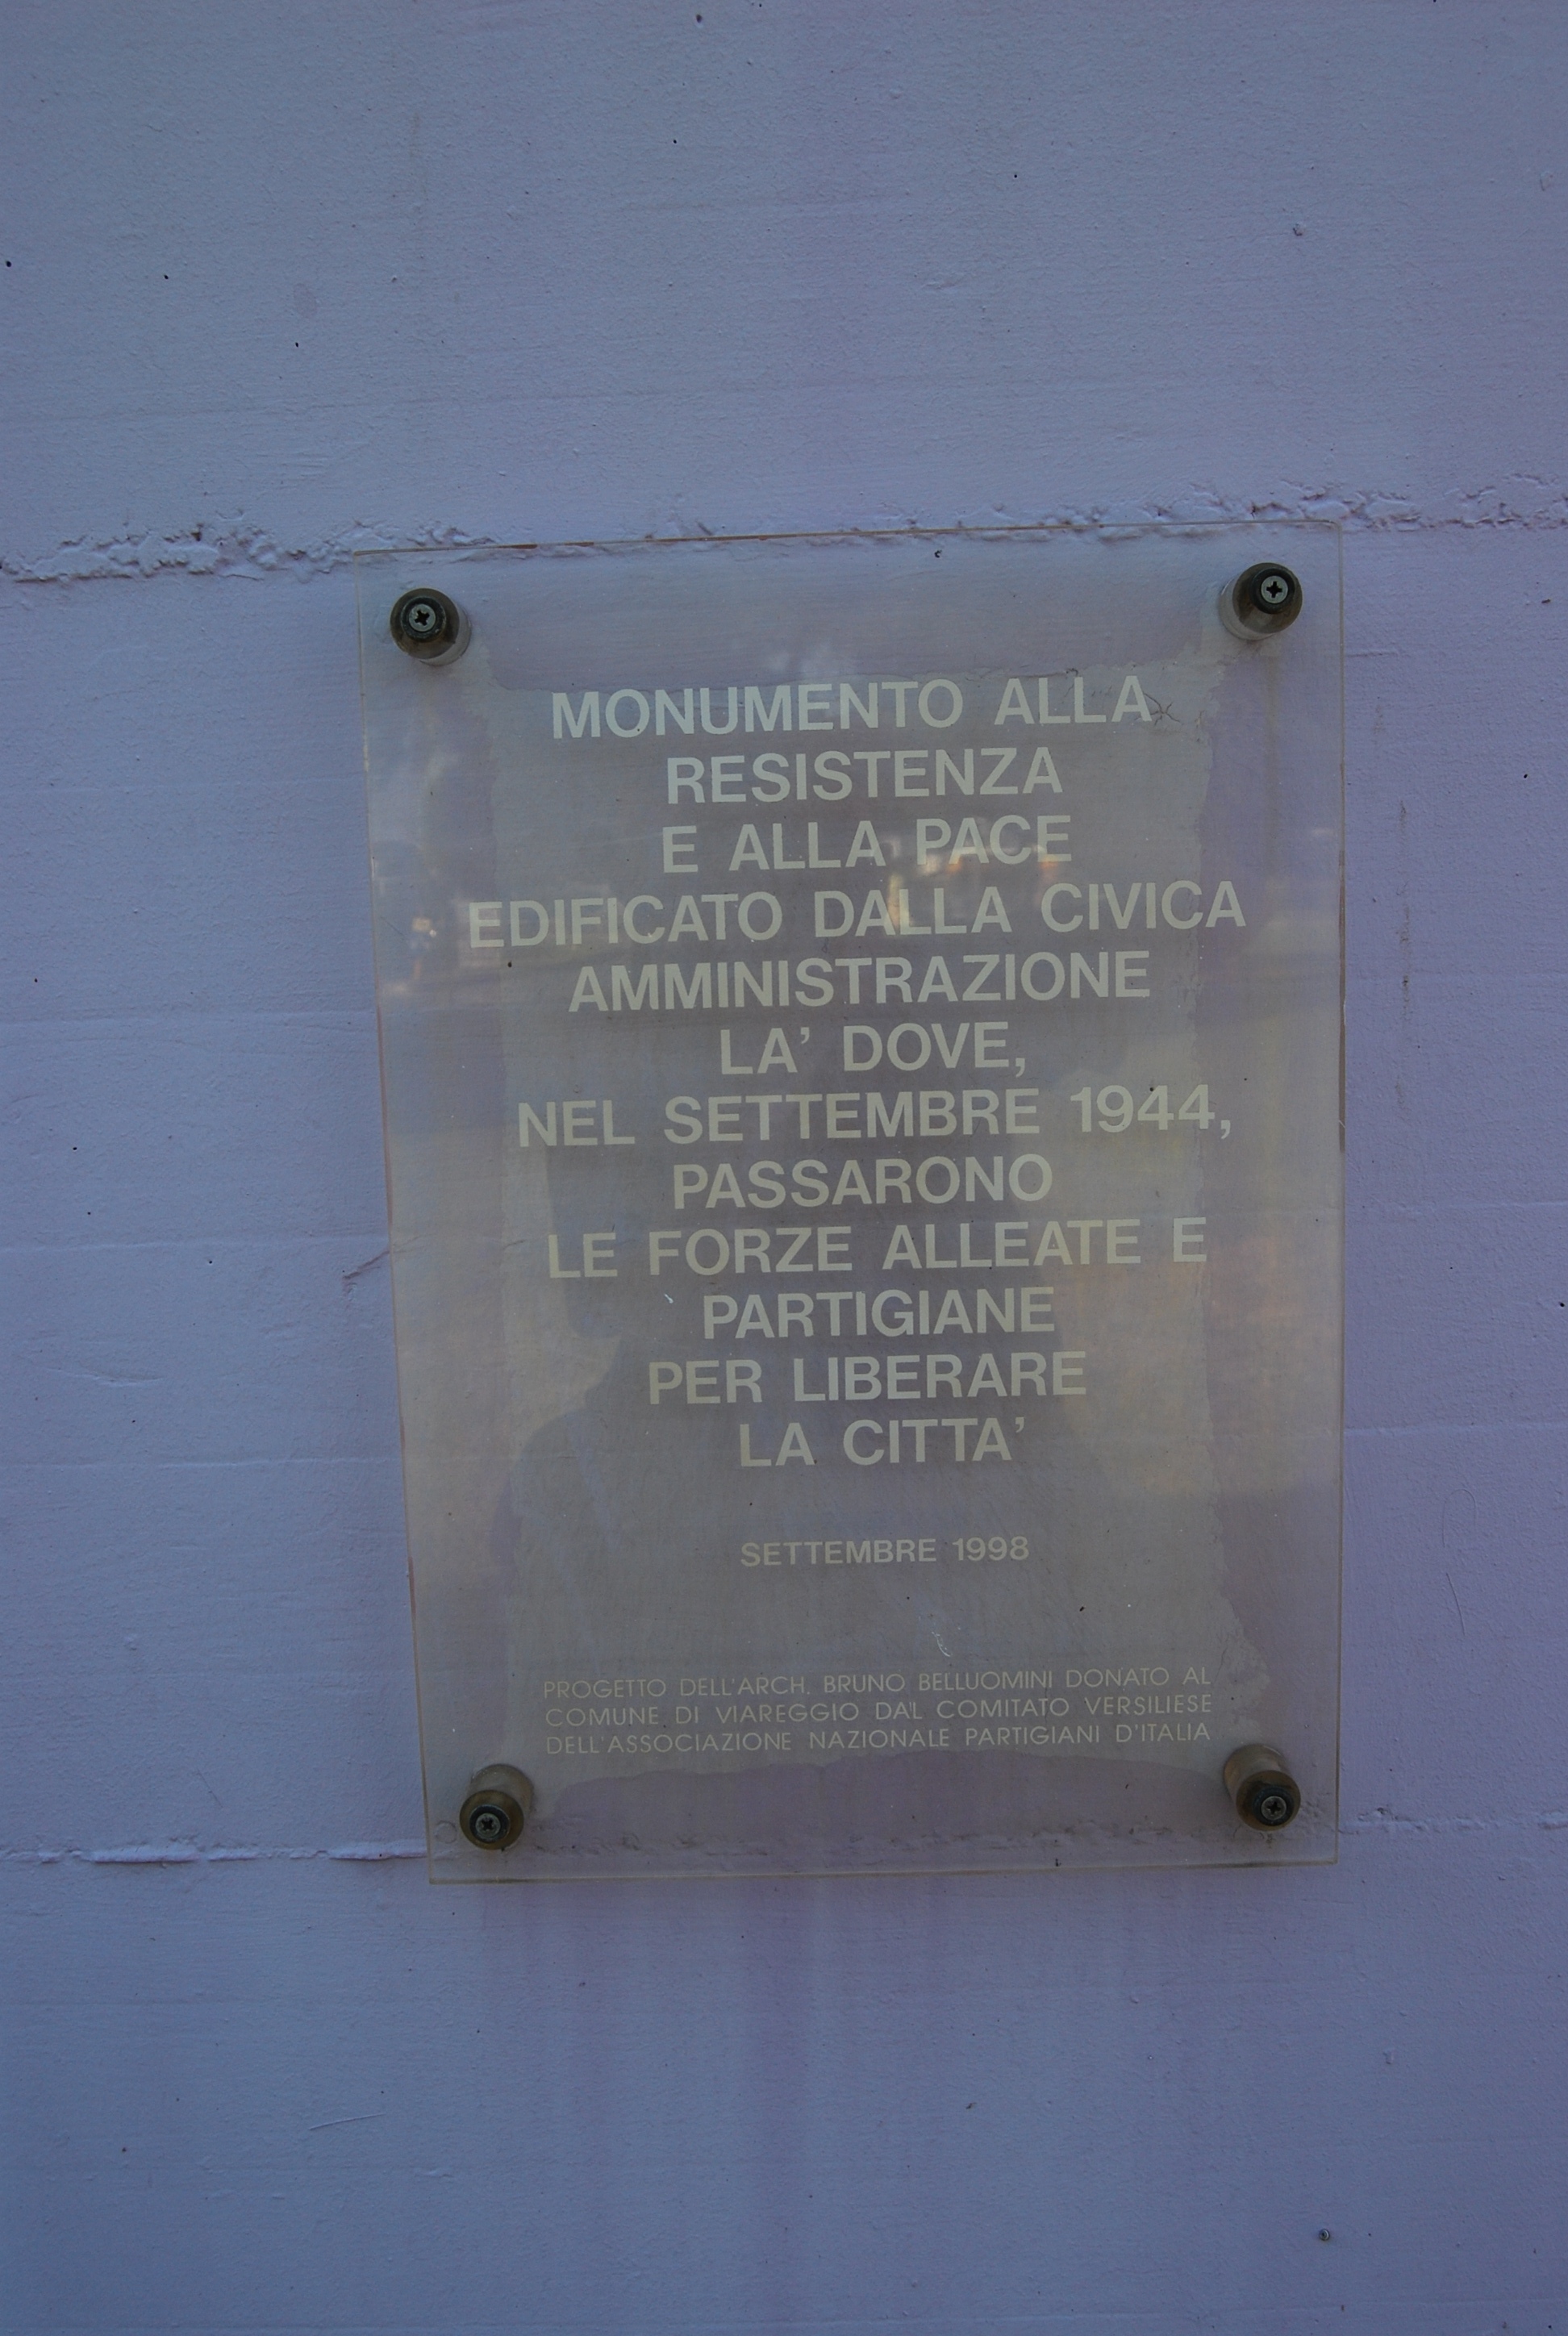 MONUMENTO ALLA
RESISTENZA
E ALLA PACE
EDIFICATO DALLA CIVICA
AMMINISTRAZIONE
LA' DOVE,
NEL SETTEMBRE 1944,
PASSARONO
LE FORZE ALLEATE E
PARTIGIANE
PER LIBERARE
LA CITTA'
SETTEMBRE 1998
PROGETTO DELL'ARCH. BRUNO BELLUOMINI DONATO AL
COMUNE DI VIAREGGIO DAL COMITATO VERSILIESE
DELL'ASSOCIAZIONE NAZIONALE PARTIGIANI D'ITALIA